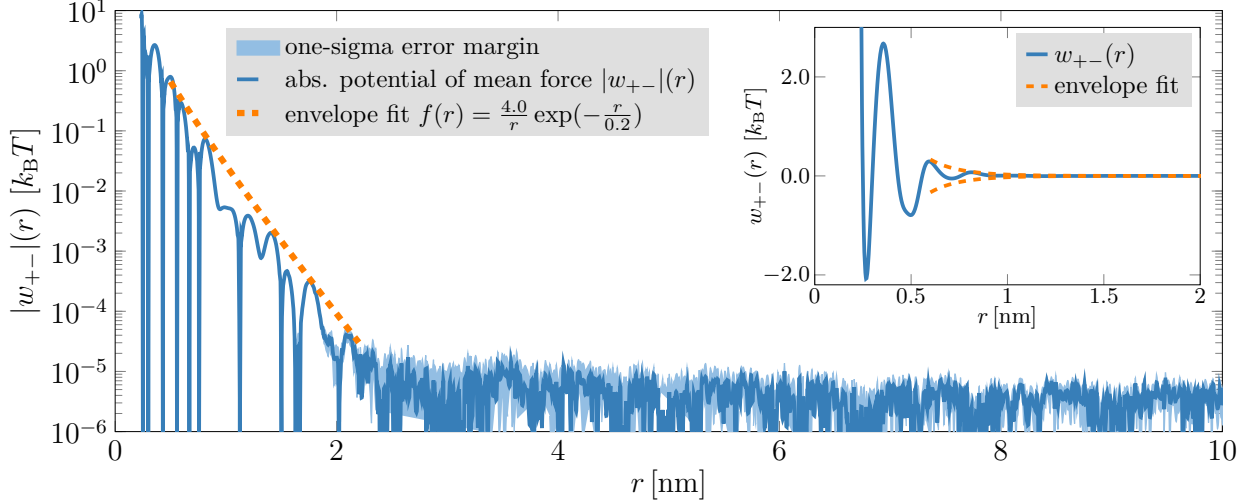 10^1
10^0
10^−1
10^−2
10^−3
10^−4
10^−5
10^−6
|w₊₋|(r) [k_BT]
0
2
4
6
8
10
r [nm]
one-sigma error margin
abs. potential of mean force |w₊₋|(r)
envelope fit f(r) = 4.0/r exp(−r/0.2)
2.0
0.0
−2.0
w₊₋(r) [k_BT]
w₊₋(r)
envelope fit
0
0.5
1
1.5
2
r [nm]